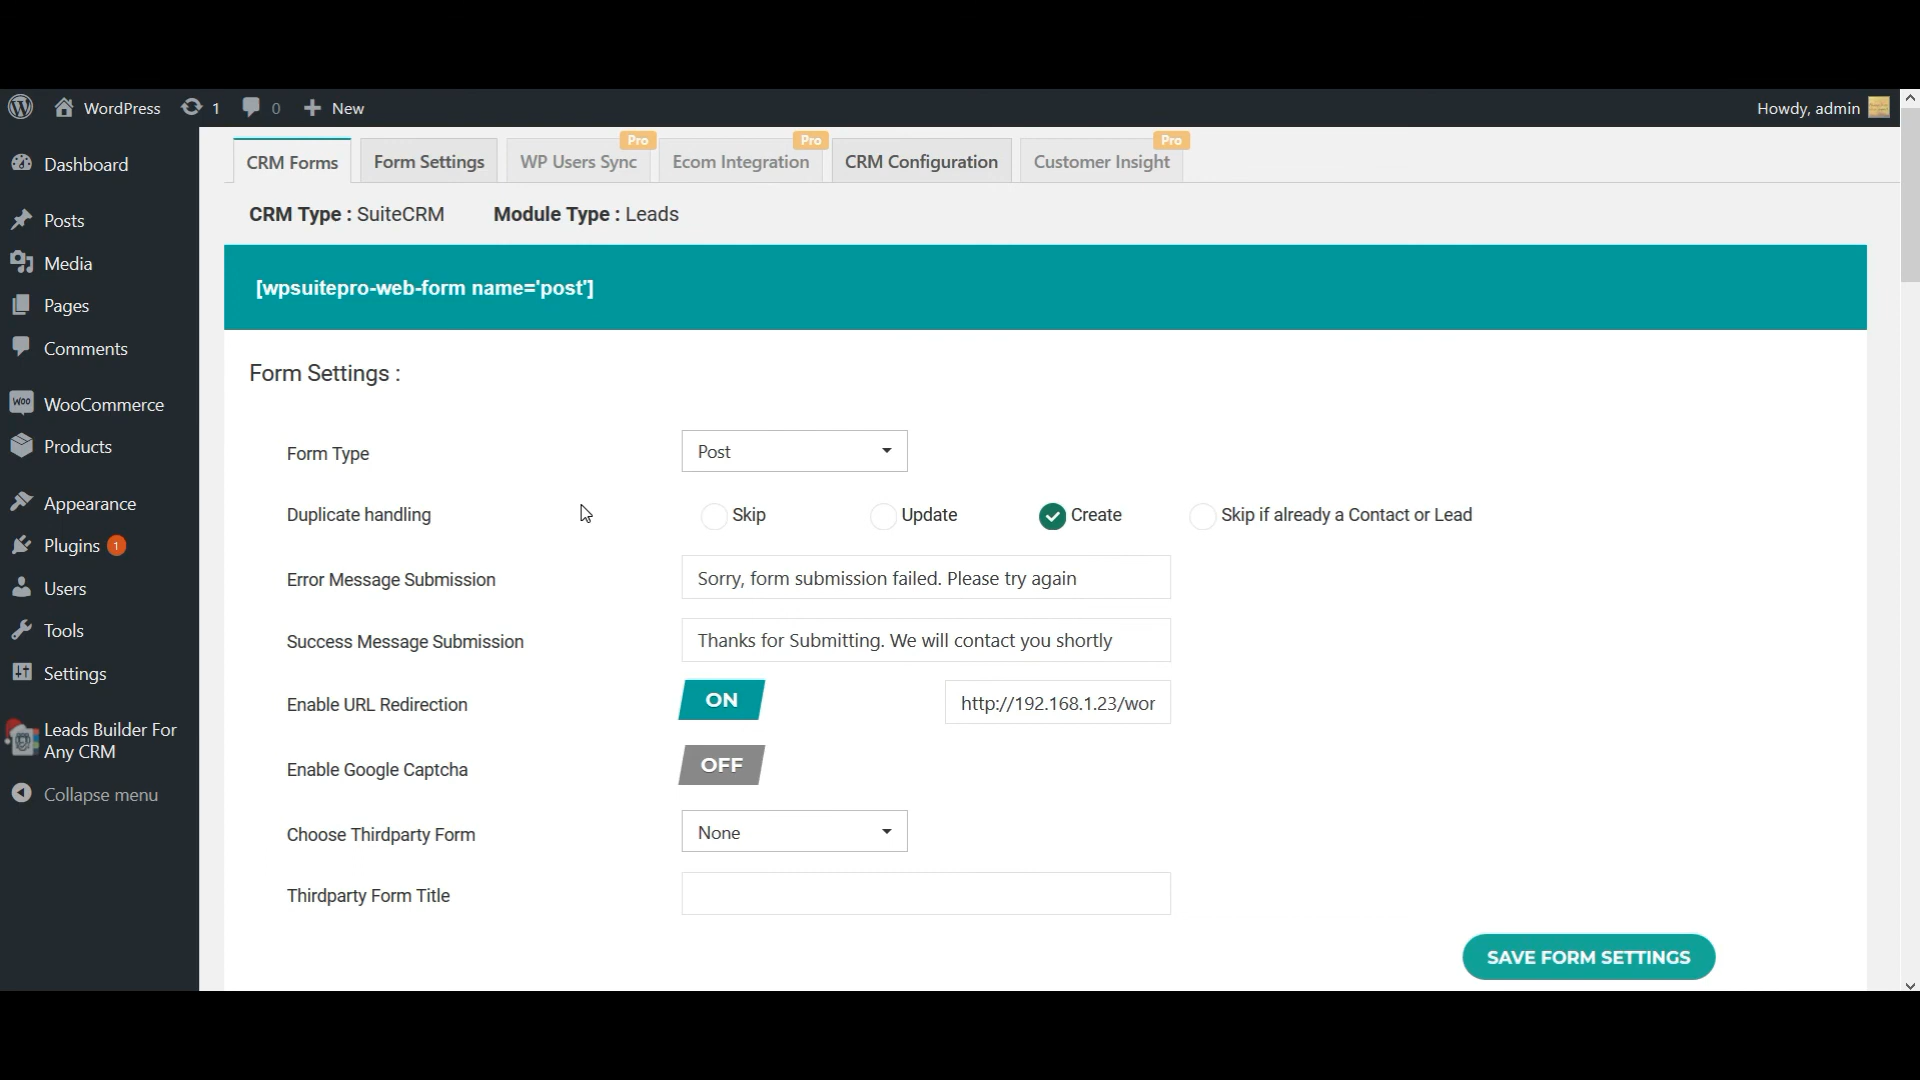 WordPress 1 0 New Howdy, admin
Dashboard
Posts
Media
Pages
Comments
WOO WooCommerce
Products
Appearance
Plugins 1
Users
Tools
Settings
Leads Builder For
Any CRM
Collapse menu
CRM Forms Form Settings WP Users Sync Pro Ecom Integration Pro CRM Configuration Customer Insight Pro
CRM Type : SuiteCRM Module Type : Leads
[wpsuitepro-web-form name='post']
Form Settings :
Form Type Post
Duplicate handling Skip Update Create Skip if already a Contact or Lead
Error Message Submission Sorry, form submission failed. Please try again
Success Message Submission Thanks for Submitting. We will contact you shortly
Enable URL Redirection ON http://192.168.1.23/wor
Enable Google Captcha OFF
Choose Thirdparty Form None
Thirdparty Form Title
SAVE FORM SETTINGS